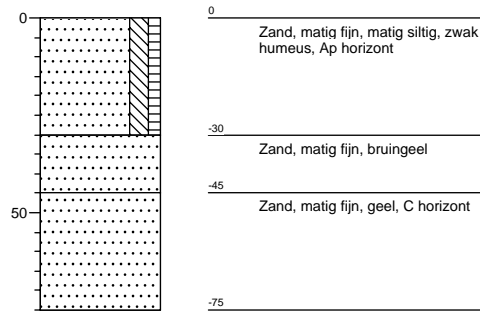 0
0
Zand, matig fijn, matig siltig, zwak
humeus, Ap horizont
-30
Zand, matig fijn, bruingeel
-45
Zand, matig fijn, geel, C horizont
50
-75